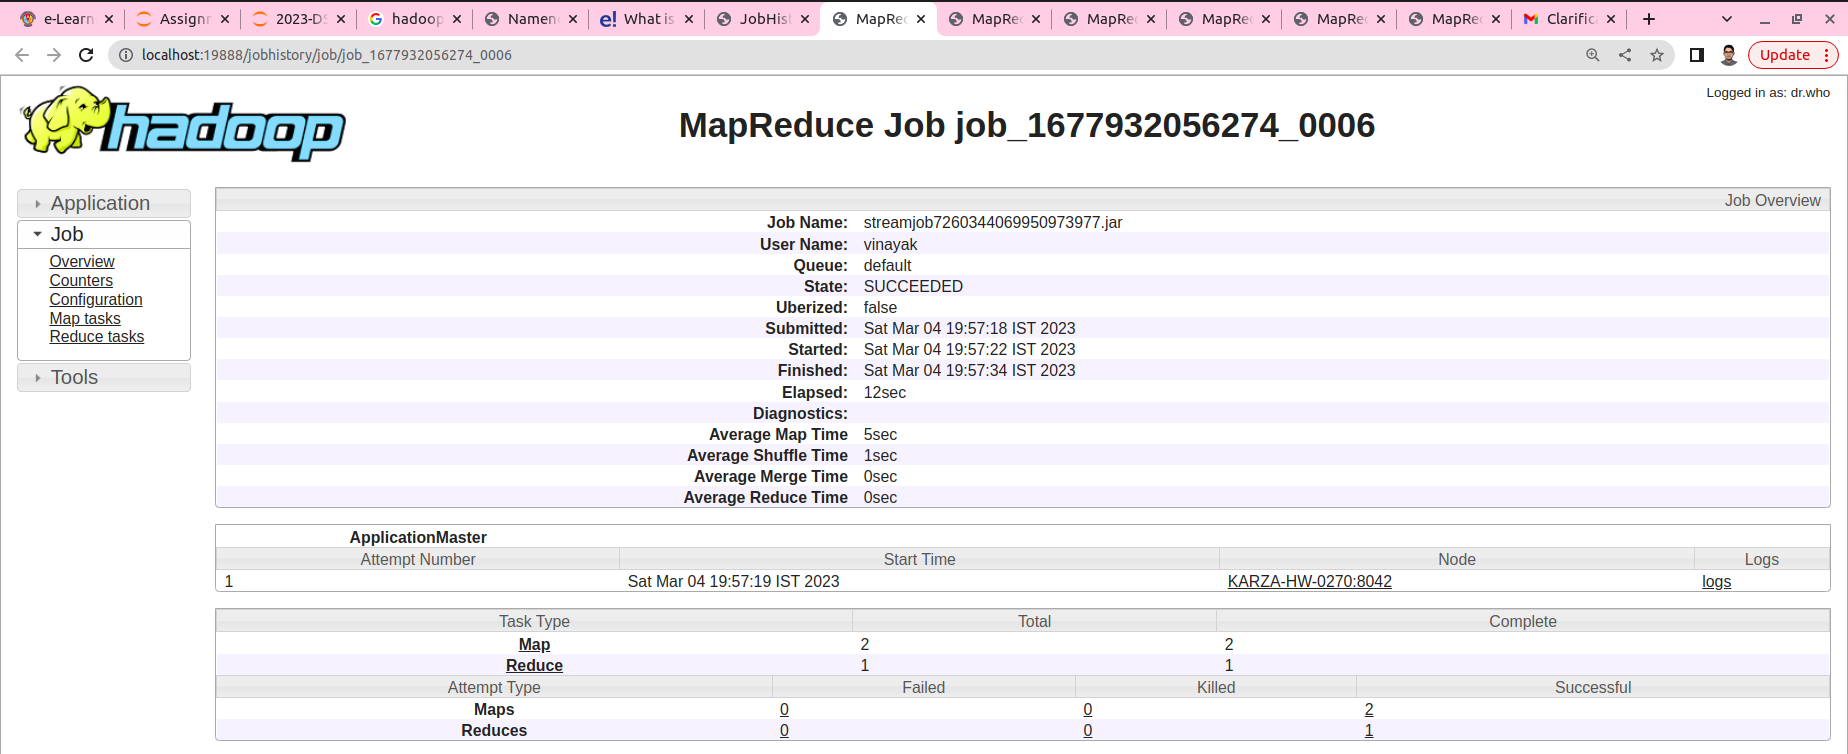 e-Learn
Assignm
2023-DS
hadoop
Namen
e! What is
JobHis
MapRe
MapRe
MapRe
MapRe
MapRe
MapRe
Clarific
localhost:19888/jobhistory/job/job_1677932056274_0006
Update
hadoop
MapReduce Job job_1677932056274_0006
Logged in as: dr.who
Application
Job
Overview
Counters
Configuration
Map tasks
Reduce tasks
Tools
Job Overview
Job Name: streamjob7260344069950973977.jar
User Name: vinayak
Queue: default
State: SUCCEEDED
Uberized: false
Submitted: Sat Mar 04 19:57:18 IST 2023
Started: Sat Mar 04 19:57:22 IST 2023
Finished: Sat Mar 04 19:57:34 IST 2023
Elapsed: 12sec
Diagnostics:
Average Map Time 5sec
Average Shuffle Time 1sec
Average Merge Time 0sec
Average Reduce Time 0sec
ApplicationMaster
Attempt Number Start Time Node Logs
1 Sat Mar 04 19:57:19 IST 2023 KARZA-HW-0270:8042 logs
Task Type Total Complete
Map 2 2
Reduce 1 1
Attempt Type Failed Killed Successful
Maps 0 0 2
Reduces 0 0 1